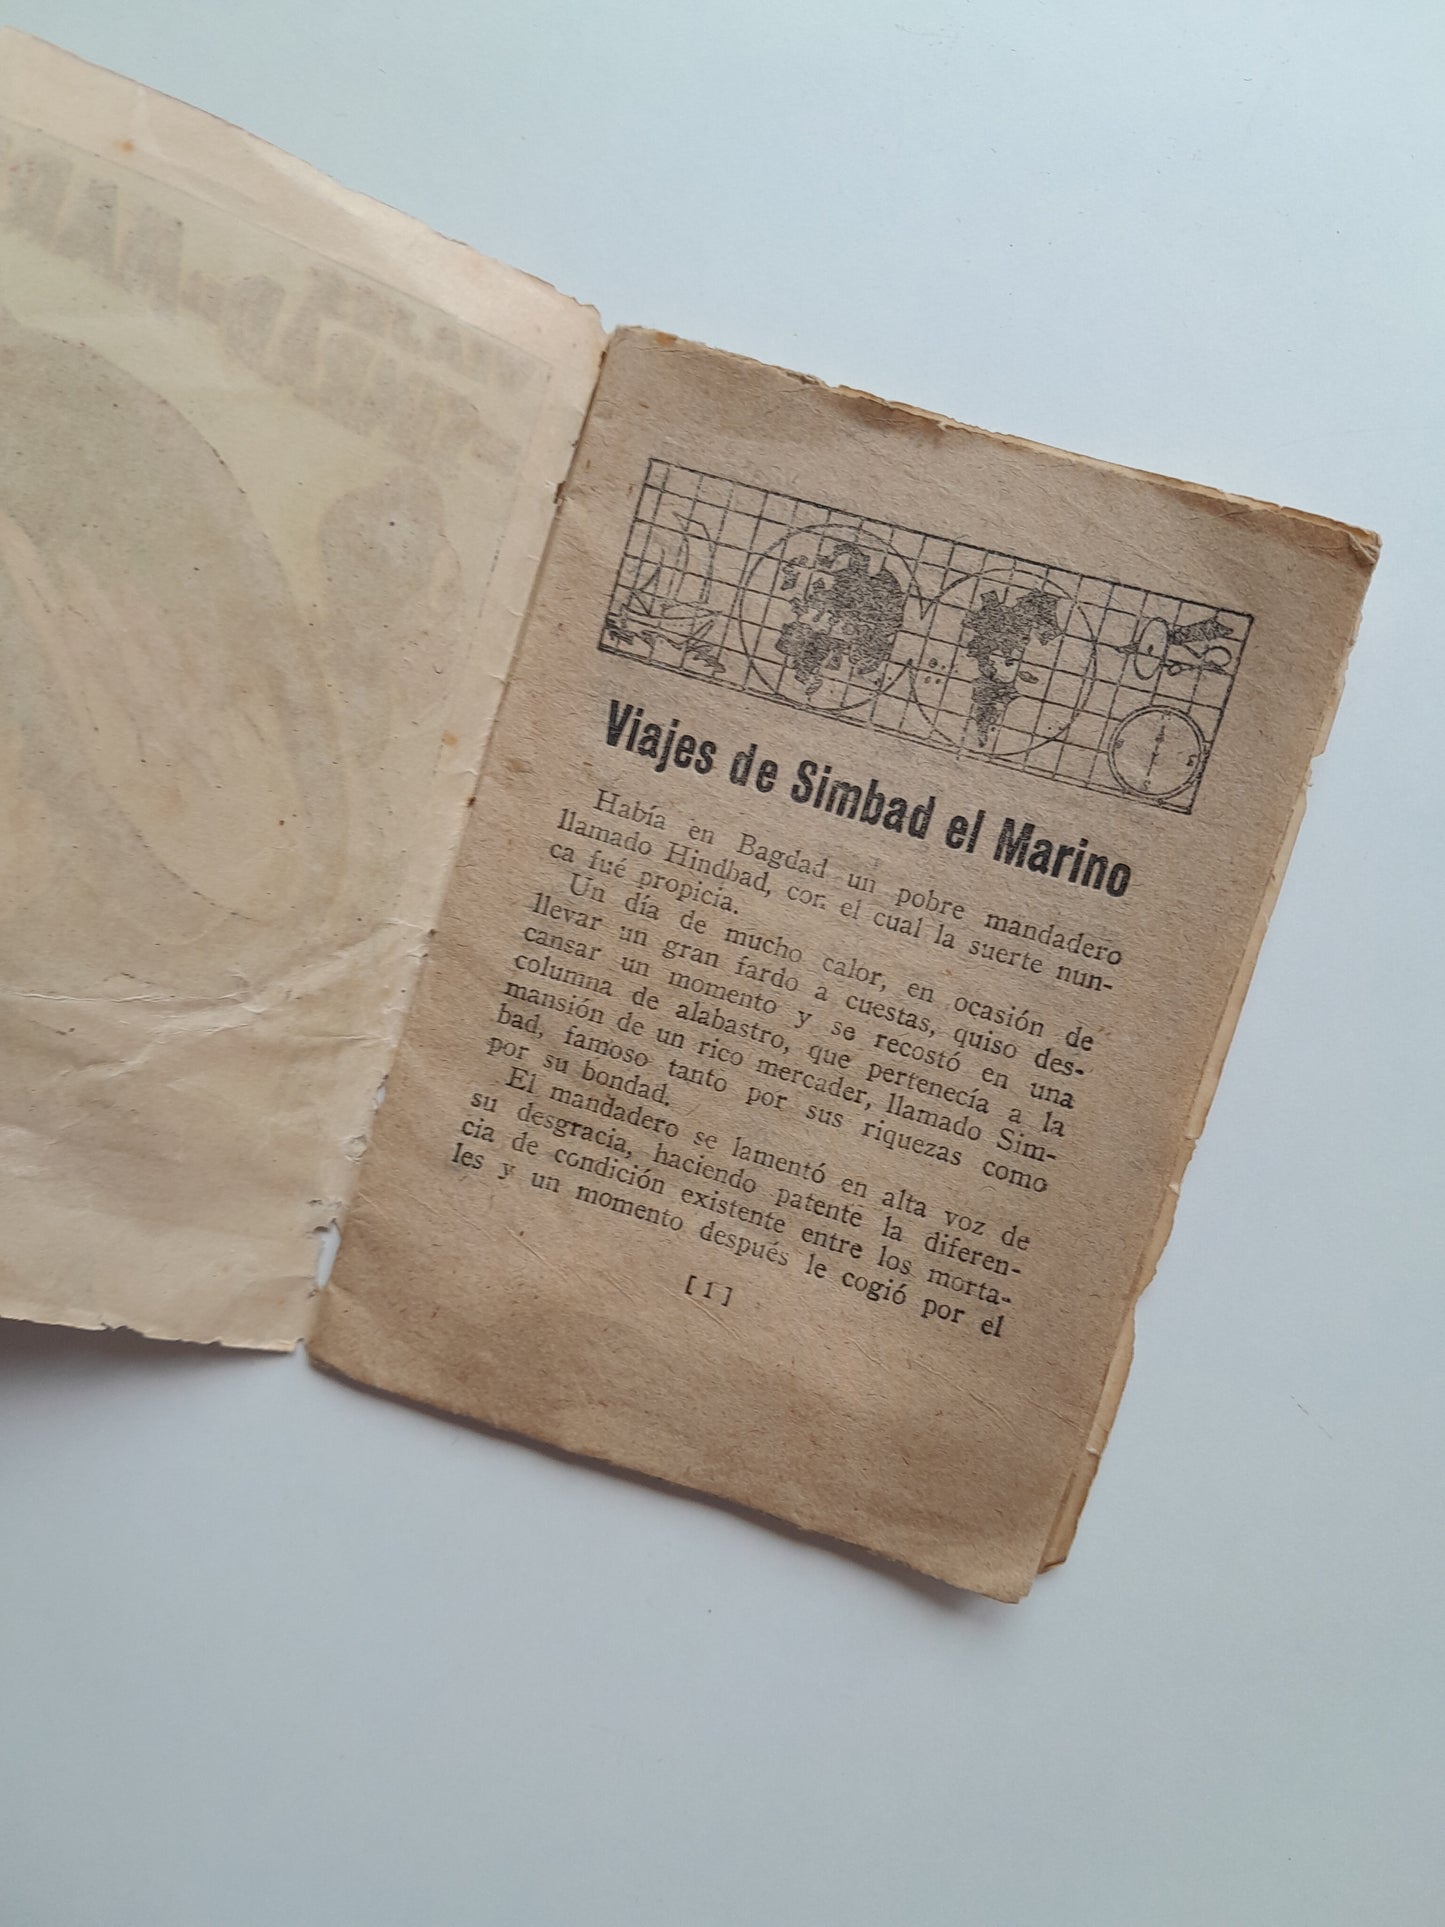 Viajes de Simbad el Marino
Había en Bagdad un pobre mandadero
llamado Hindbad, con el cual la suerte nun-
ca fué propicia.
Un día de mucho calor, en ocasión de
llevar un gran fardo a cuestas, quiso des-
cansar un momento y se recostó en una
columna de alabastro, que pertenecía a la
mansión de un rico mercader, llamado Sim-
bad, famoso tanto por sus riquezas como
por su bondad.
El mandadero se lamentó en alta voz de
su desgracia, haciendo patente la diferen-
cia de condición existente entre los morta-
les y un momento después le cogió por el
[ 1 ]